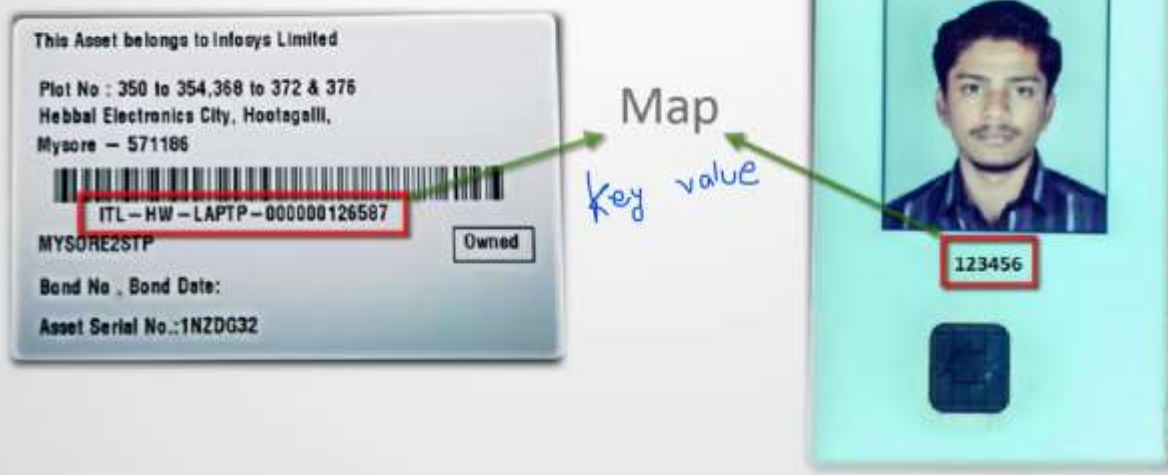 This Asset belongs to Infosys Limited
Plot No : 350 to 354,368 to 372 & 376
Hebbal Electronics City, Hootagalli,
Mysore – 571186
ITL-HW-LAPTP-000000126587
MYSORE2STP
Owned
Bond No , Bond Date:
Asset Serial No.:1NZDG32
Map
Key value
123456